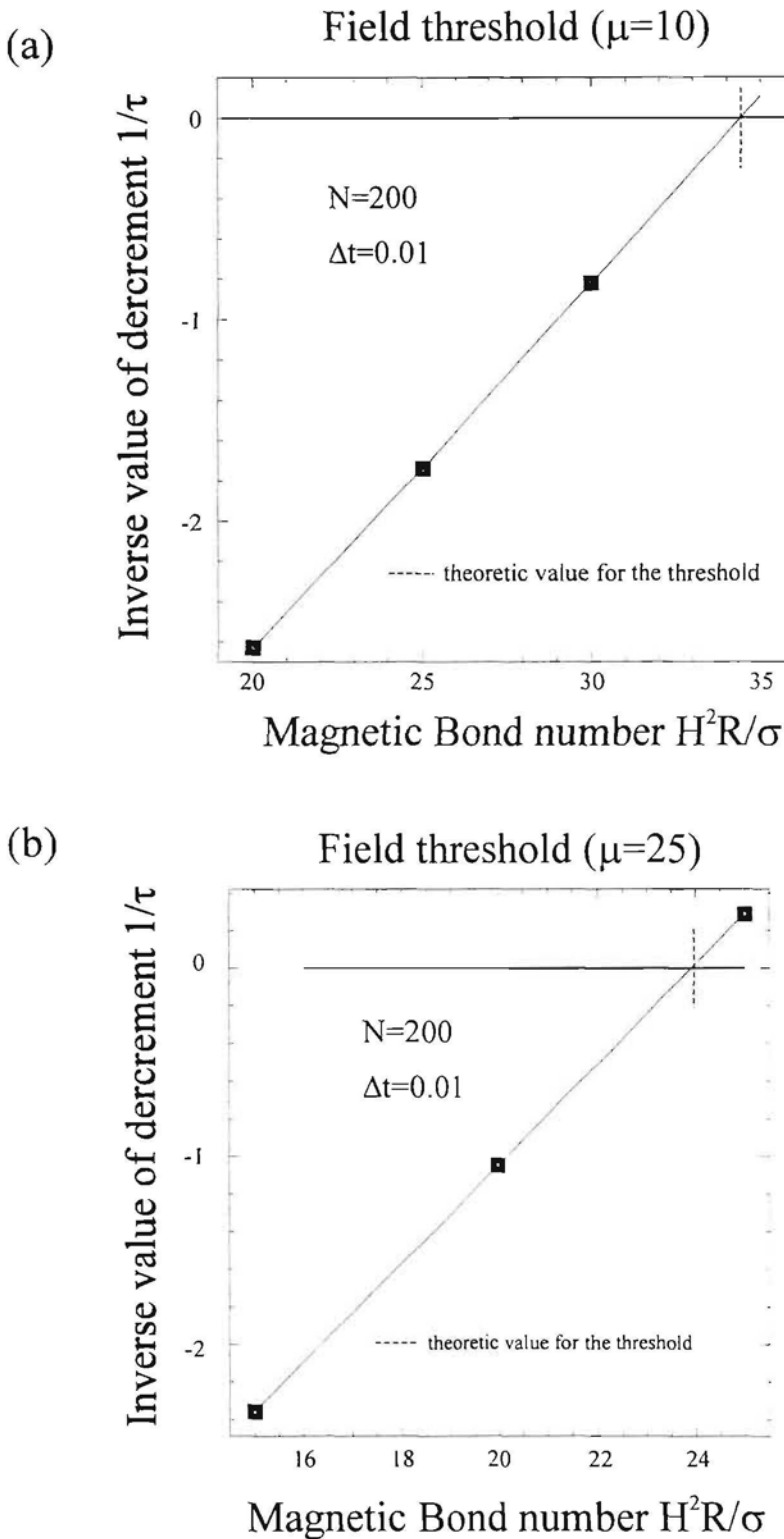 (a)
Field threshold (μ=10)
Inverse value of dercrement 1/τ
0
-1
-2
N=200
Δt=0.01
----- theoretic value for the threshold
20 25 30 35
Magnetic Bond number H²R/σ
(b)
Field threshold (μ=25)
Inverse value of dercrement 1/τ
0
-1
-2
N=200
Δt=0.01
----- theoretic value for the threshold
16 18 20 22 24
Magnetic Bond number H²R/σ